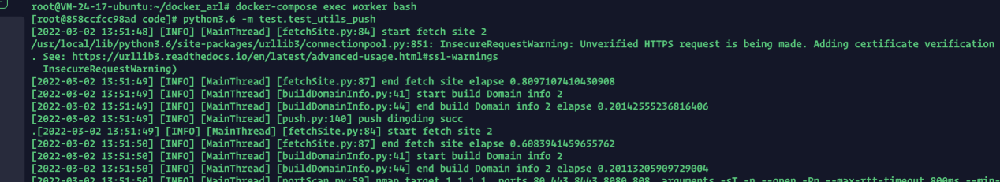 root@VM-24-17-ubuntu:~/docker_arl# docker-compose exec worker bash
[root@858ccfcc98ad code]# python3.6 -m test.test_utils_push
[2022-03-02 13:51:48] [INFO] [MainThread] [fetchSite.py:84] start fetch site 2
/usr/local/lib/python3.6/site-packages/urllib3/connectionpool.py:851: InsecureRequestWarning: Unverified HTTPS request is being made. Adding certificate verification
. See: https://urllib3.readthedocs.io/en/latest/advanced-usage.html#ssl-warnings
  InsecureRequestWarning)
[2022-03-02 13:51:49] [INFO] [MainThread] [fetchSite.py:87] end fetch site elapse 0.8097107410430908
[2022-03-02 13:51:49] [INFO] [MainThread] [buildDomainInfo.py:41] start build Domain info 2
[2022-03-02 13:51:49] [INFO] [MainThread] [buildDomainInfo.py:44] end build Domain info 2 elapse 0.20142555236816406
[2022-03-02 13:51:49] [INFO] [MainThread] [push.py:140] push dingding succ
.[2022-03-02 13:51:49] [INFO] [MainThread] [fetchSite.py:84] start fetch site 2
[2022-03-02 13:51:50] [INFO] [MainThread] [fetchSite.py:87] end fetch site elapse 0.6083941459655762
[2022-03-02 13:51:50] [INFO] [MainThread] [buildDomainInfo.py:41] start build Domain info 2
[2022-03-02 13:51:50] [INFO] [MainThread] [buildDomainInfo.py:44] end build Domain info 2 elapse 0.20113205909729004
[2022-03-02 13:51:50] [INFO] [MainThread] [portScan.py:59] nmap target 1.1.1.1 ports 80,443,8443,8080,808 arguments -sT -n --open -Pn --max-rtt-timeout 800ms --min-